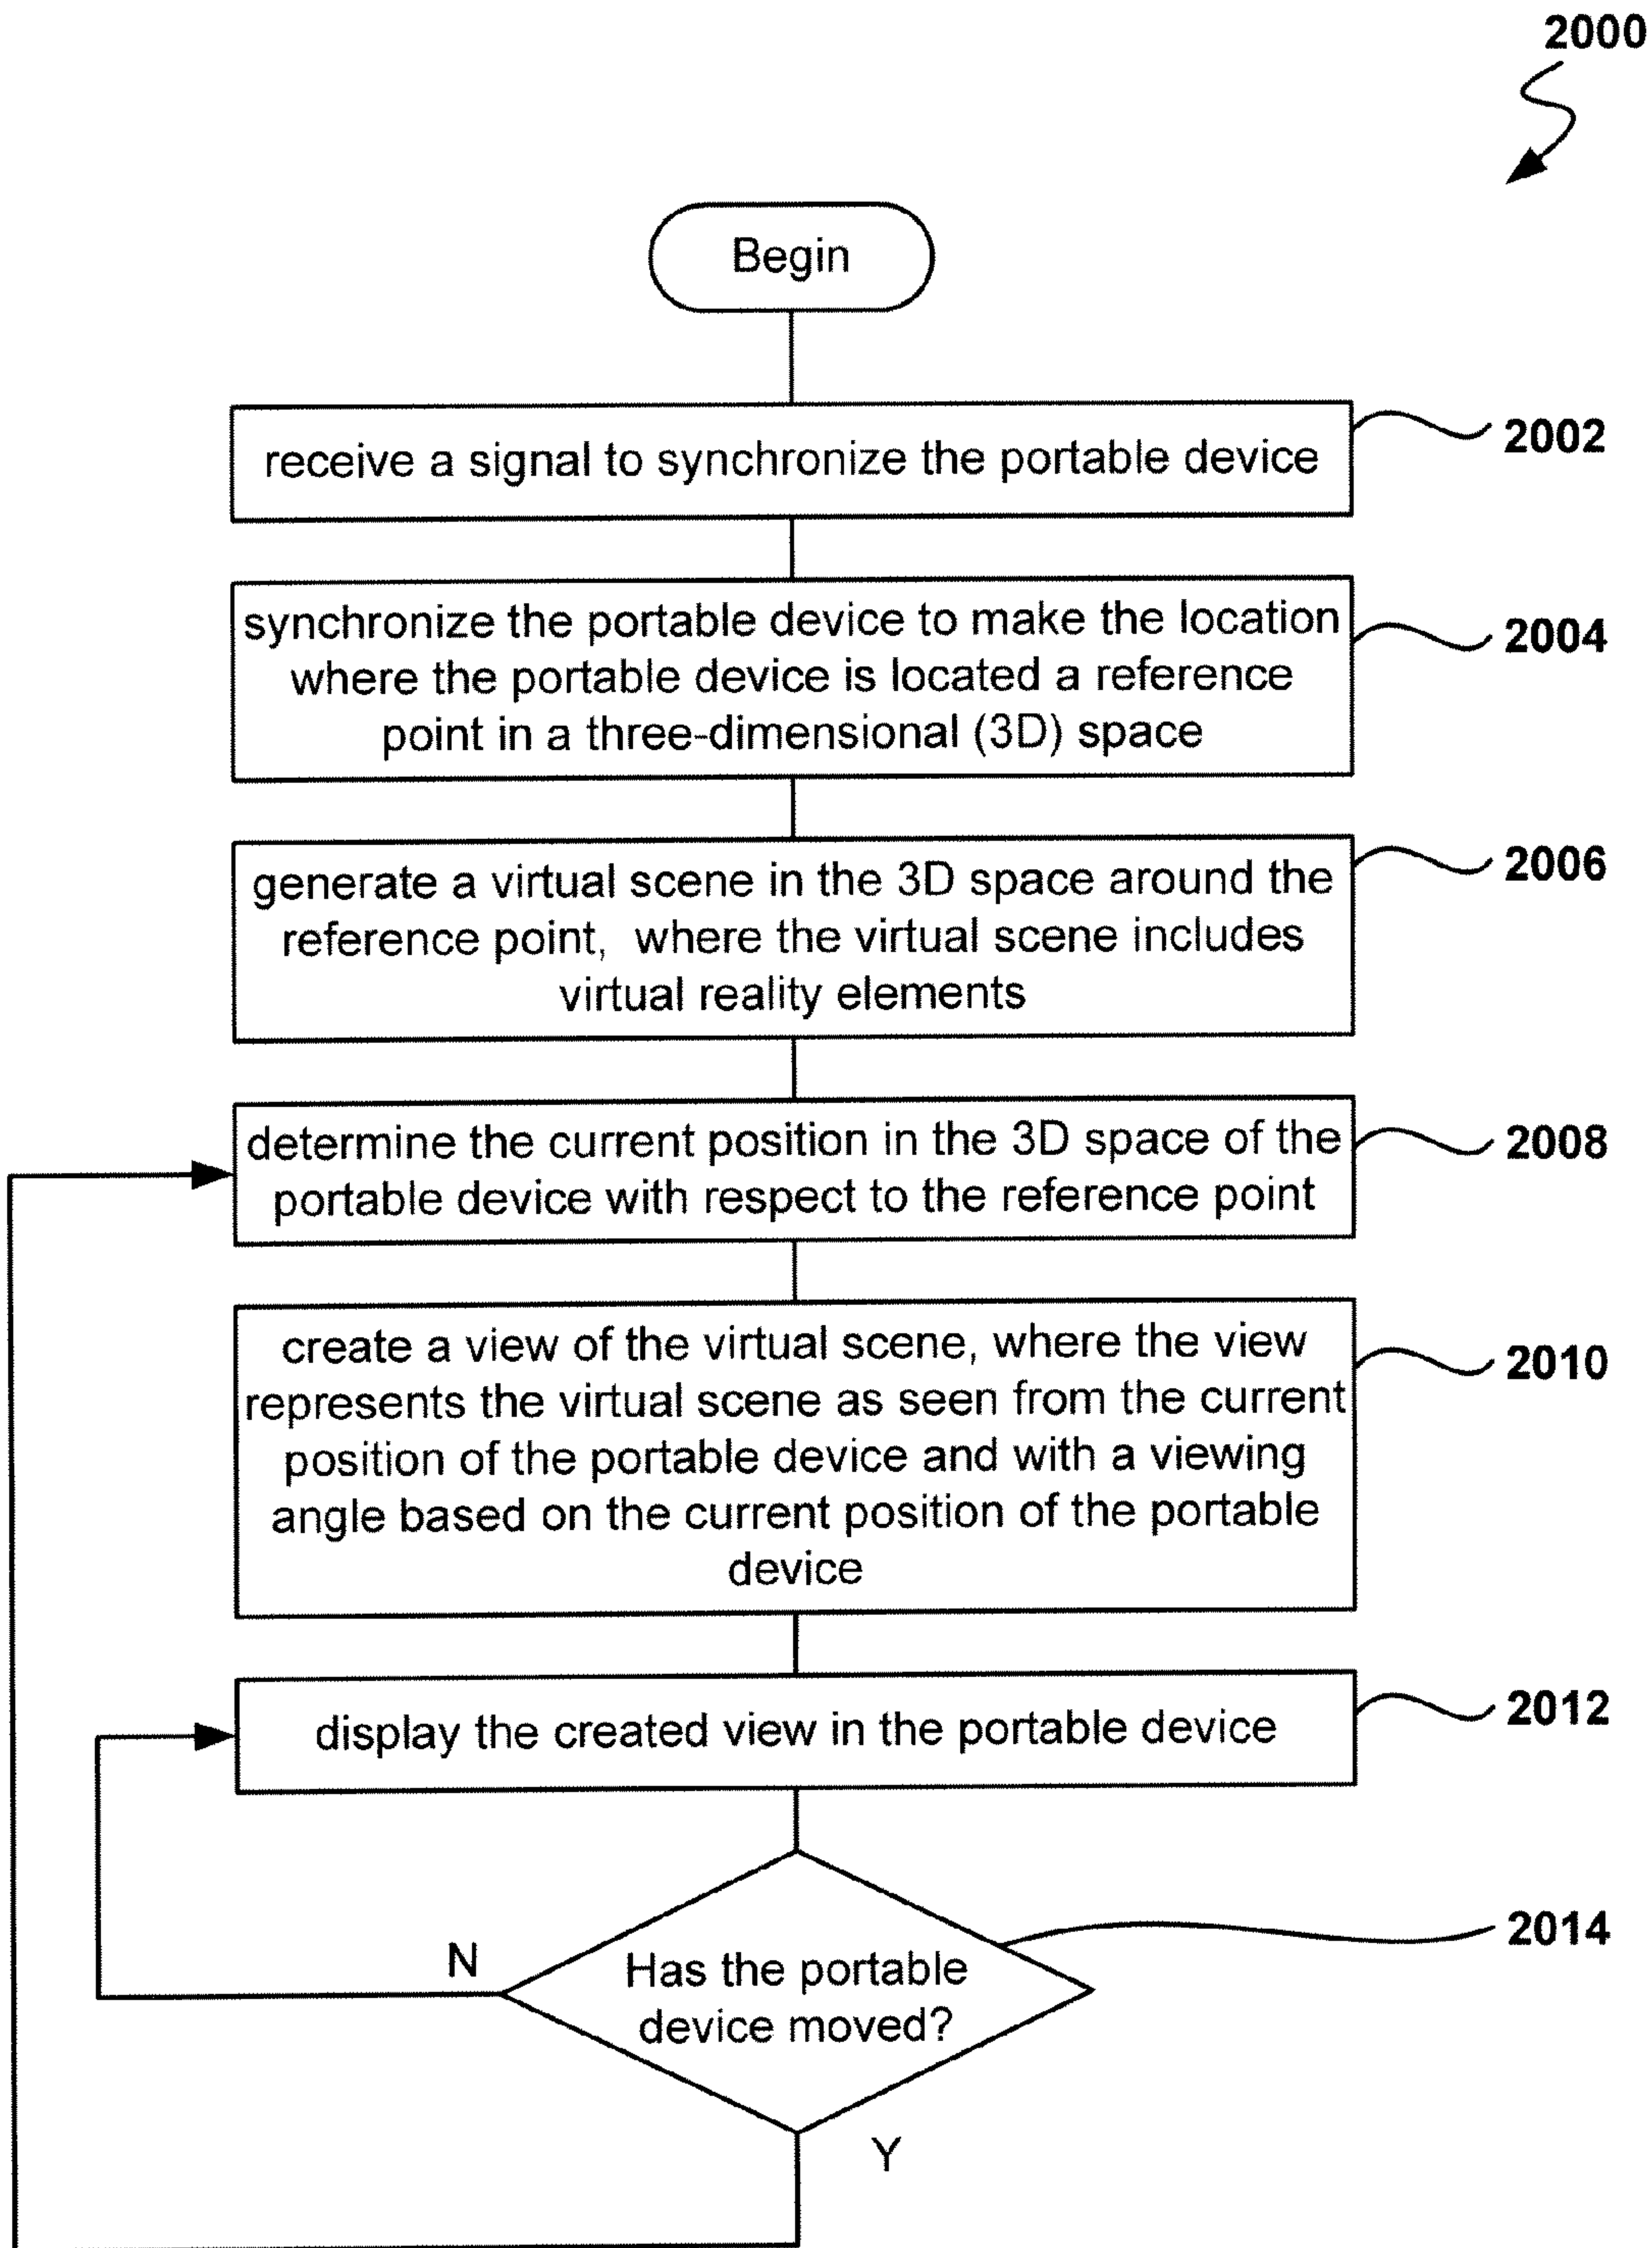 2000
Begin
receive a signal to synchronize the portable device
2002
synchronize the portable device to make the location
where the portable device is located a reference
point in a three-dimensional (3D) space
2004
generate a virtual scene in the 3D space around the
reference point, where the virtual scene includes
virtual reality elements
2006
determine the current position in the 3D space of the
portable device with respect to the reference point
2008
create a view of the virtual scene, where the view
represents the virtual scene as seen from the current
position of the portable device and with a viewing
angle based on the current position of the portable
device
2010
display the created view in the portable device
2012
Has the portable
device moved?
2014
N
Y